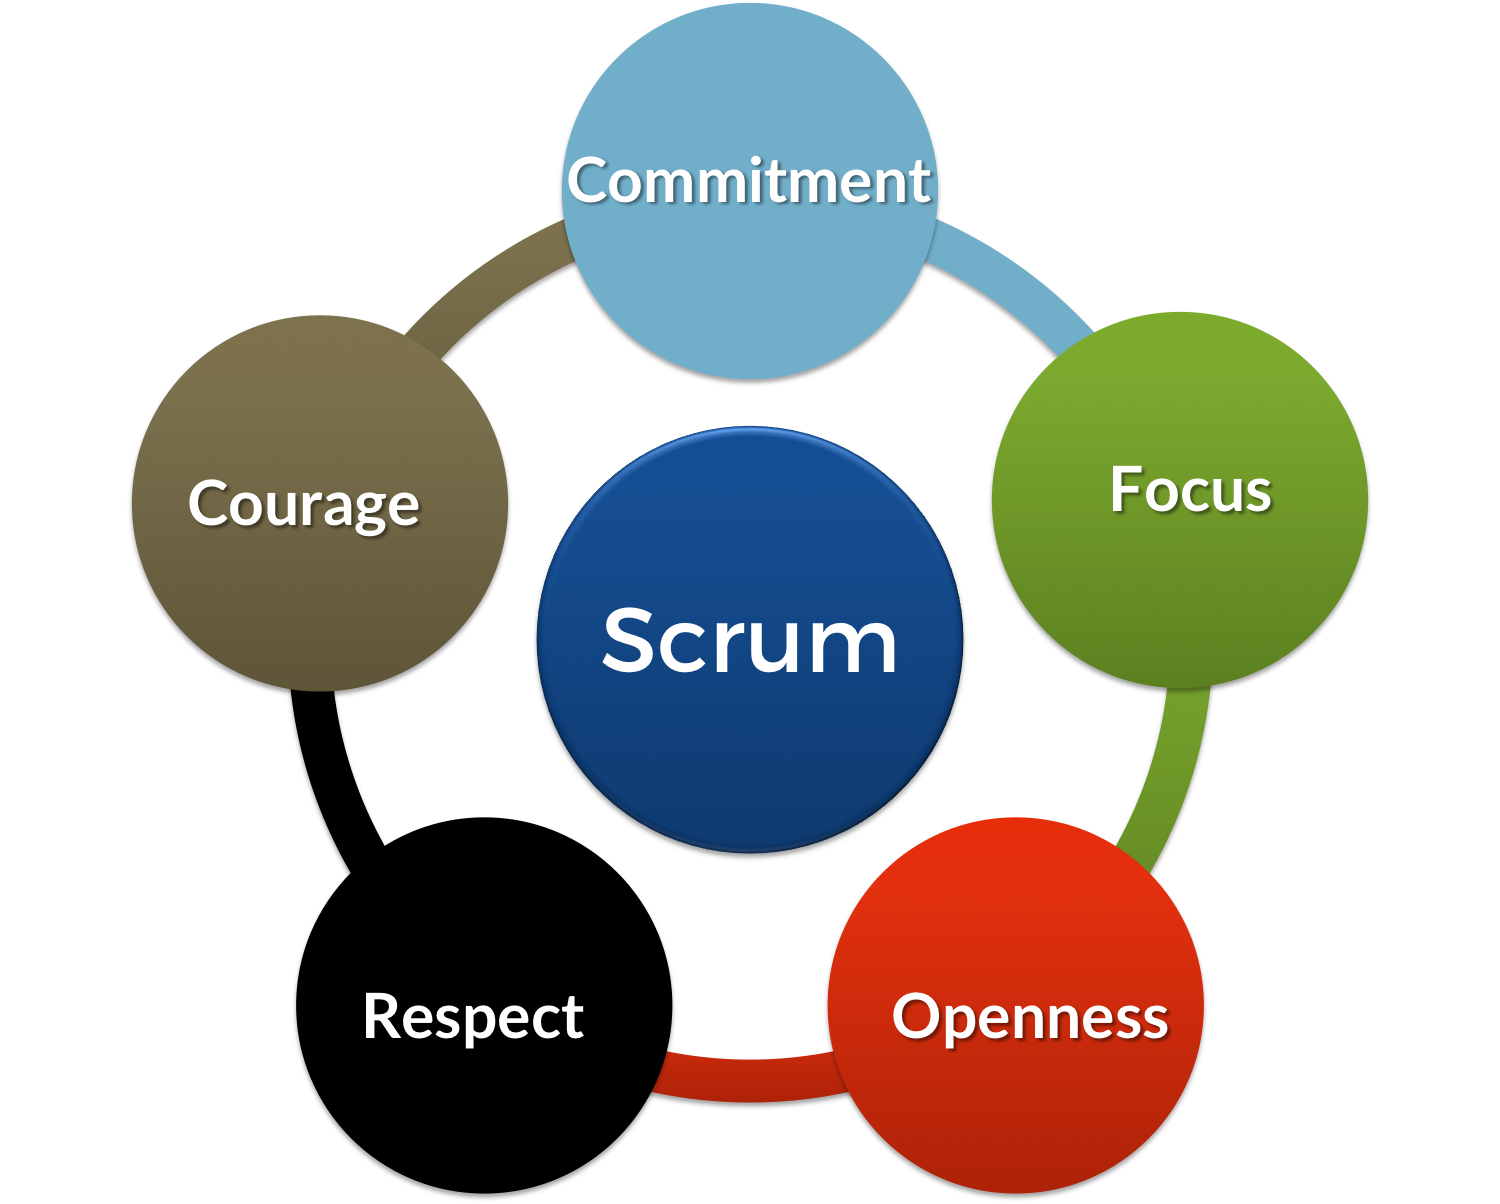 Commitment
Courage
Focus
Scrum
Respect
Openness